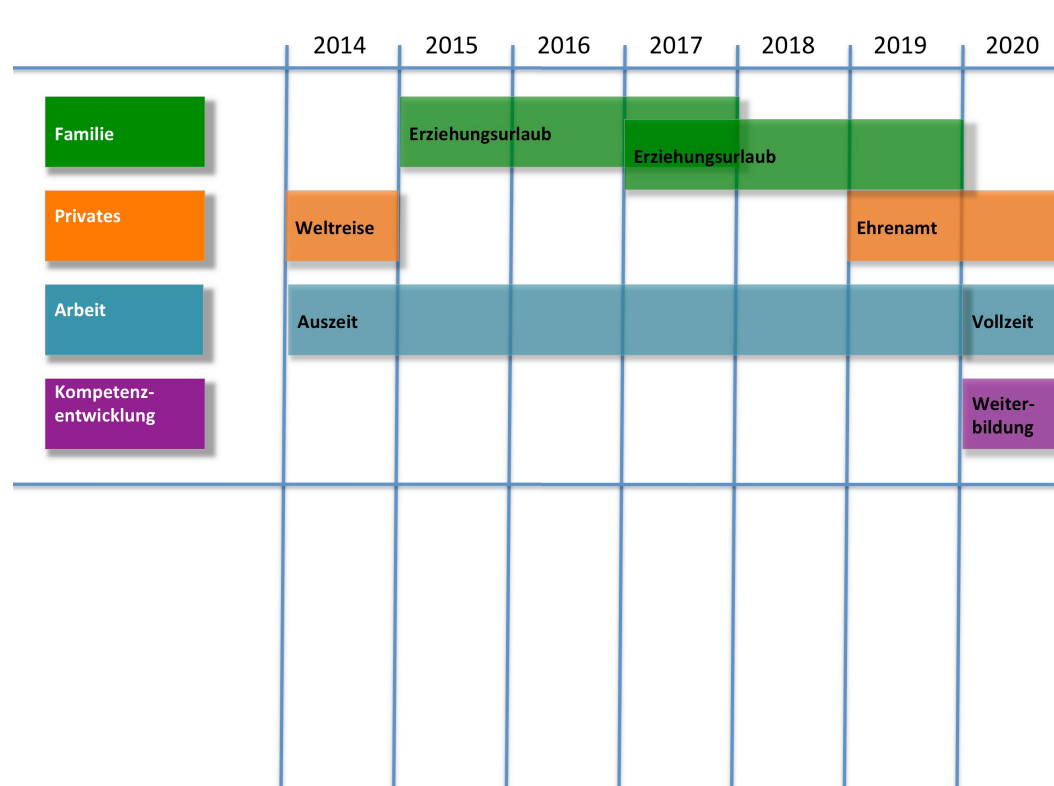 2014 2015 2016 2017 2018 2019 2020
Familie
Erziehungsurlaub
Erziehungsurlaub
Privates
Weltreise
Ehrenamt
Arbeit
Auszeit
Vollzeit
Kompetenz-
entwicklung
Weiter-
bildung